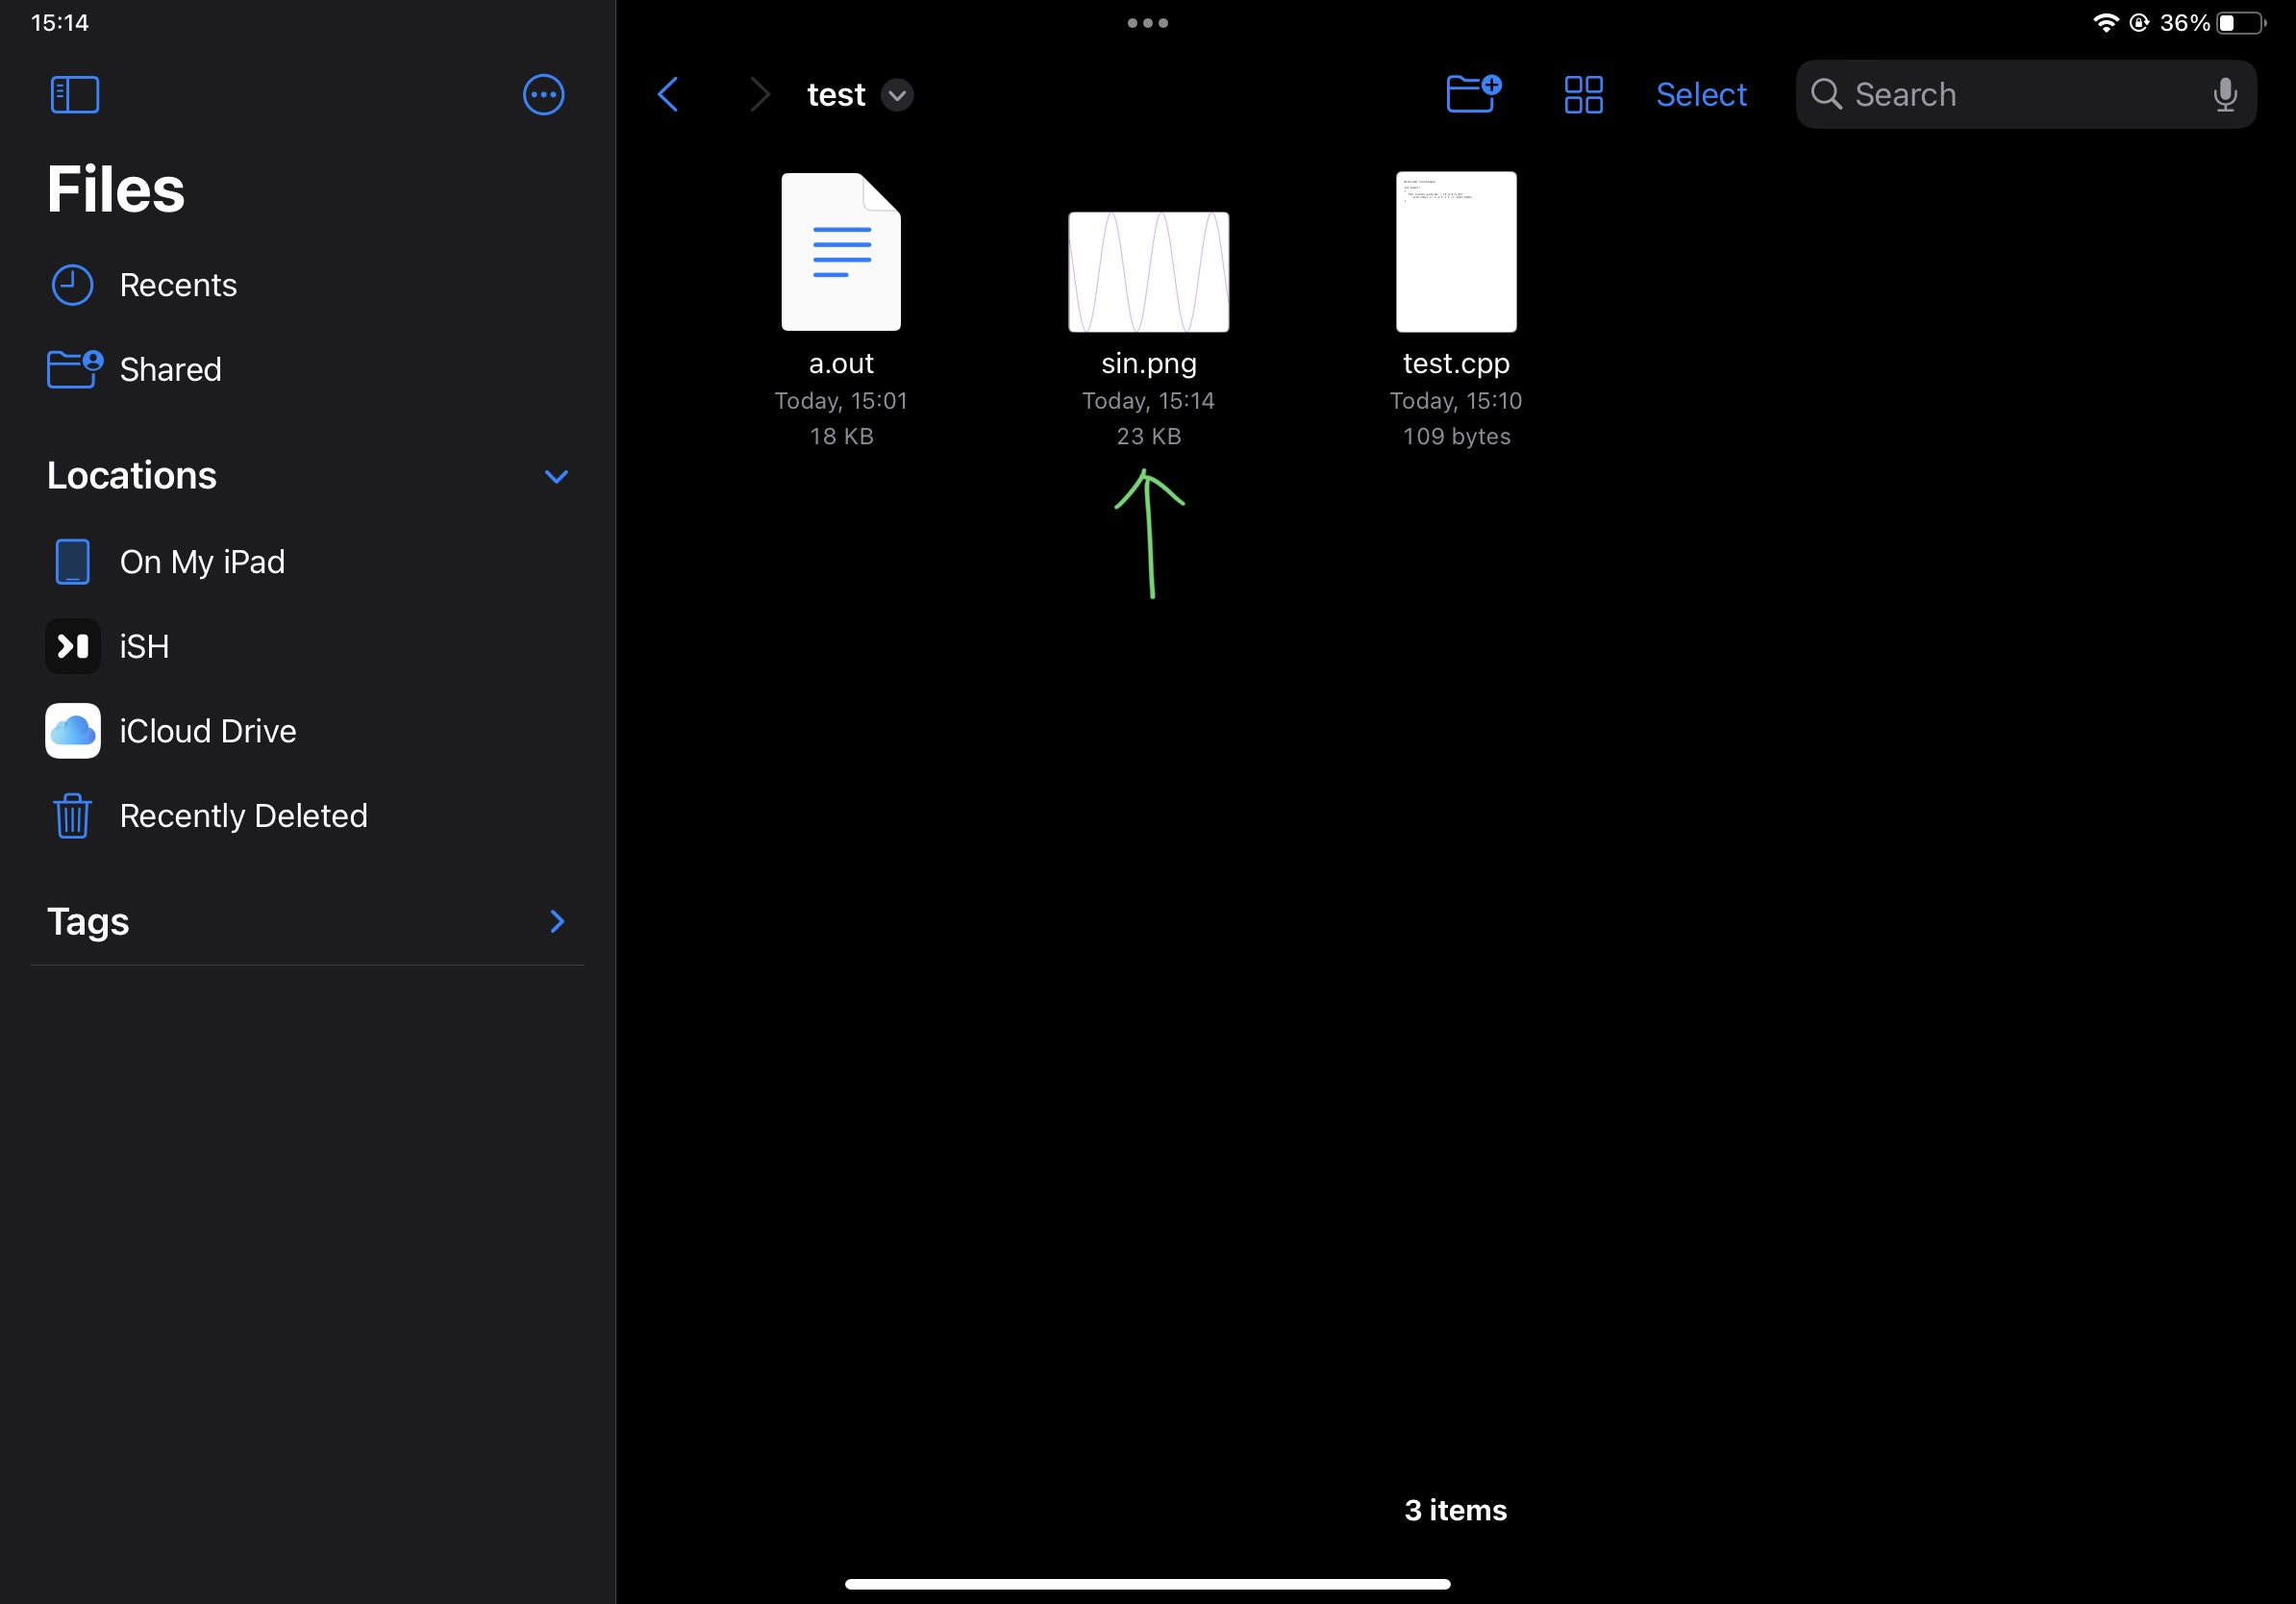 15:14
36%
Files
Recents
Shared
Locations
On My iPad
iSH
iCloud Drive
Recently Deleted
Tags
test
Select
Search
a.out
Today, 15:01
18 KB
sin.png
Today, 15:14
23 KB
test.cpp
Today, 15:10
109 bytes
3 items